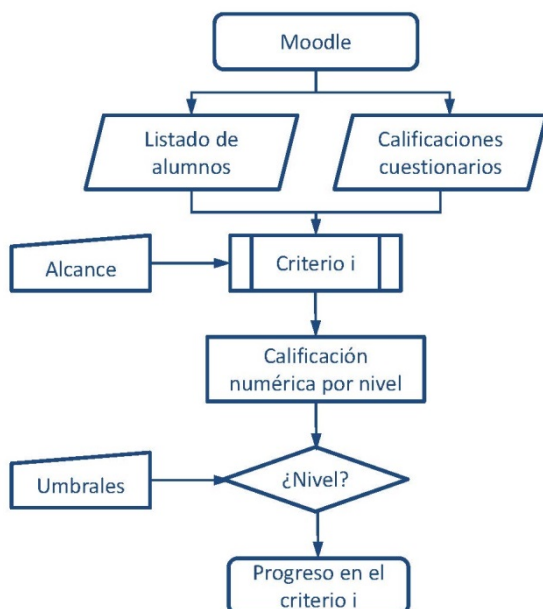 Moodle
Listado de
alumnos
Calificaciones
cuestionarios
Alcance
Criterio i
Calificación
numérica por nivel
Umbrales
¿Nivel?
Progreso en el
criterio i